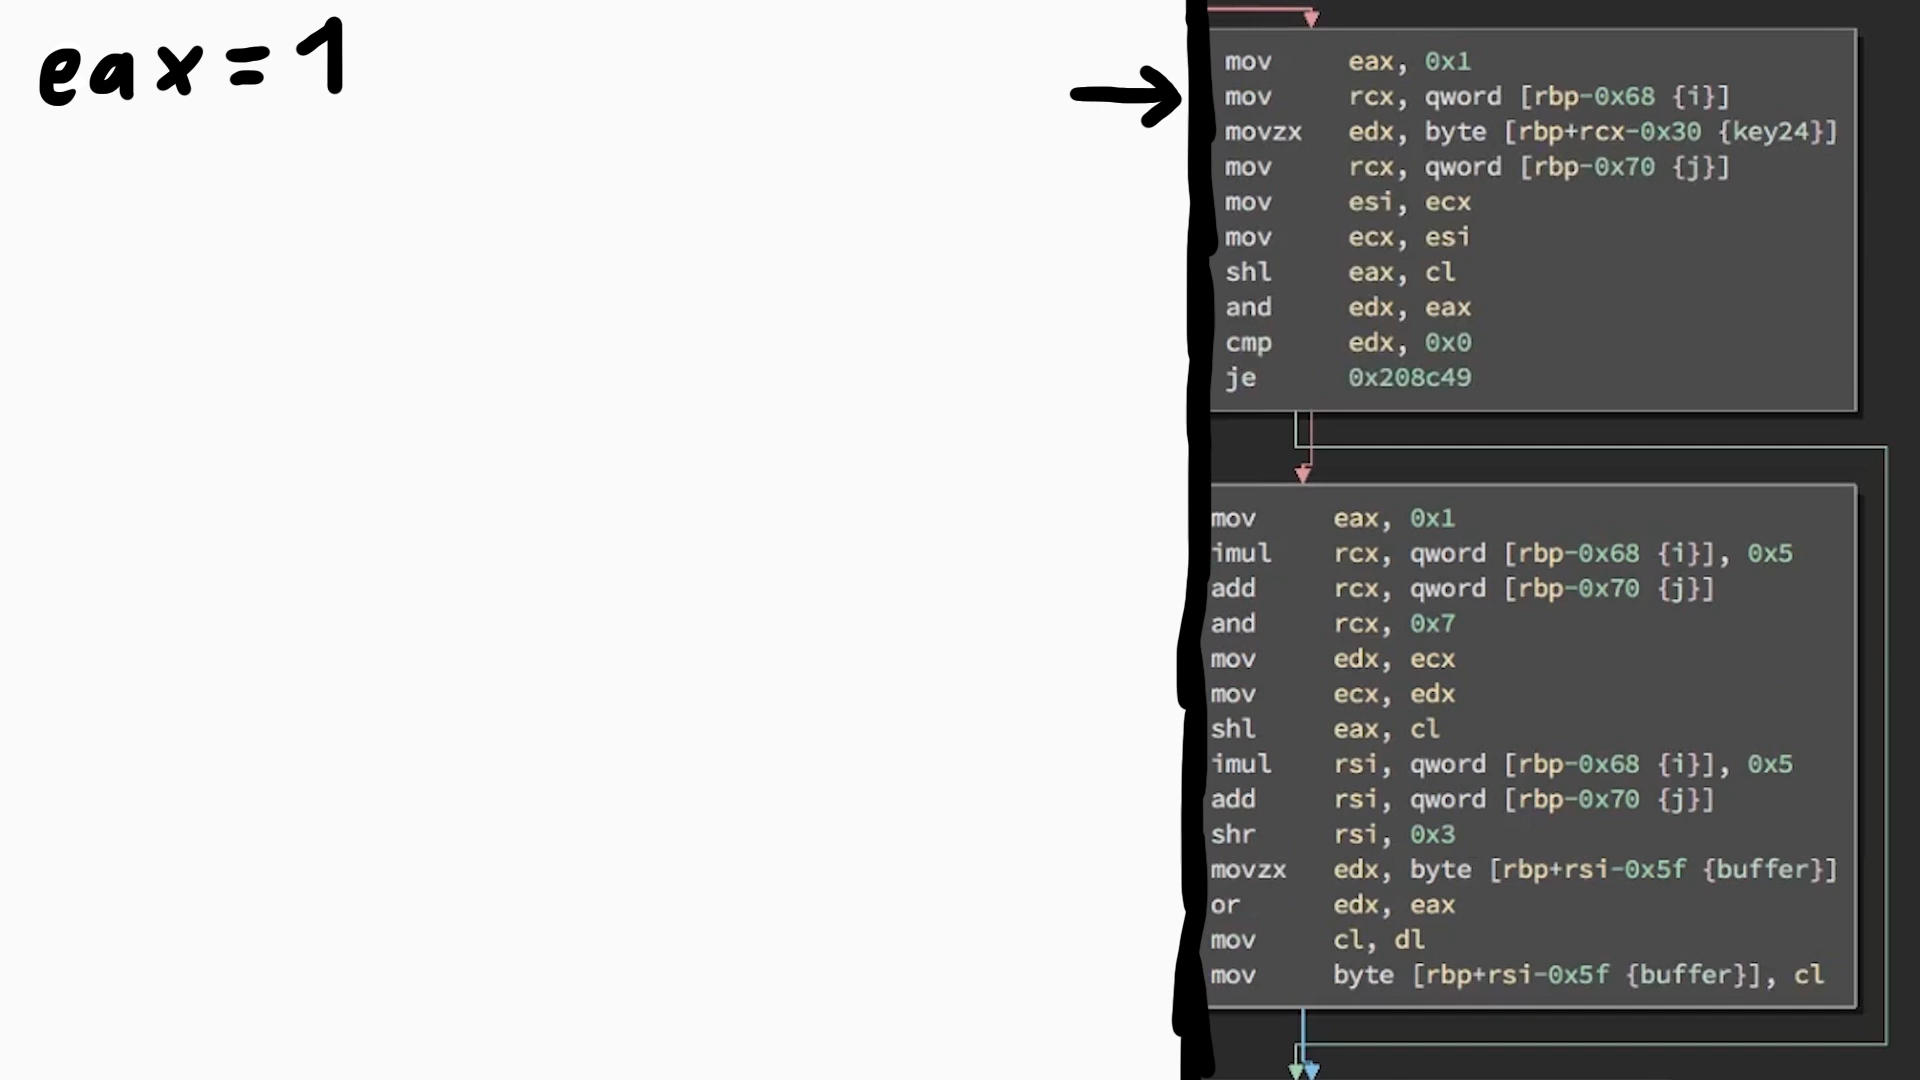 eax=1
mov eax, 0x1
mov rcx, qword [rbp-0x68 {i}]
movzx edx, byte [rbp+rcx-0x30 {key24}]
mov rcx, qword [rbp-0x70 {j}]
mov esi, ecx
mov ecx, esi
shl eax, cl
and edx, eax
cmp edx, 0x0
je 0x208c49
mov eax, 0x1
imul rcx, qword [rbp-0x68 {i}], 0x5
add rcx, qword [rbp-0x70 {j}]
and rcx, 0x7
mov edx, ecx
mov ecx, edx
shl eax, cl
imul rsi, qword [rbp-0x68 {i}], 0x5
add rsi, qword [rbp-0x70 {j}]
shr rsi, 0x3
movzx edx, byte [rbp+rsi-0x5f {buffer}]
or edx, eax
mov cl, dl
mov byte [rbp+rsi-0x5f {buffer}], cl